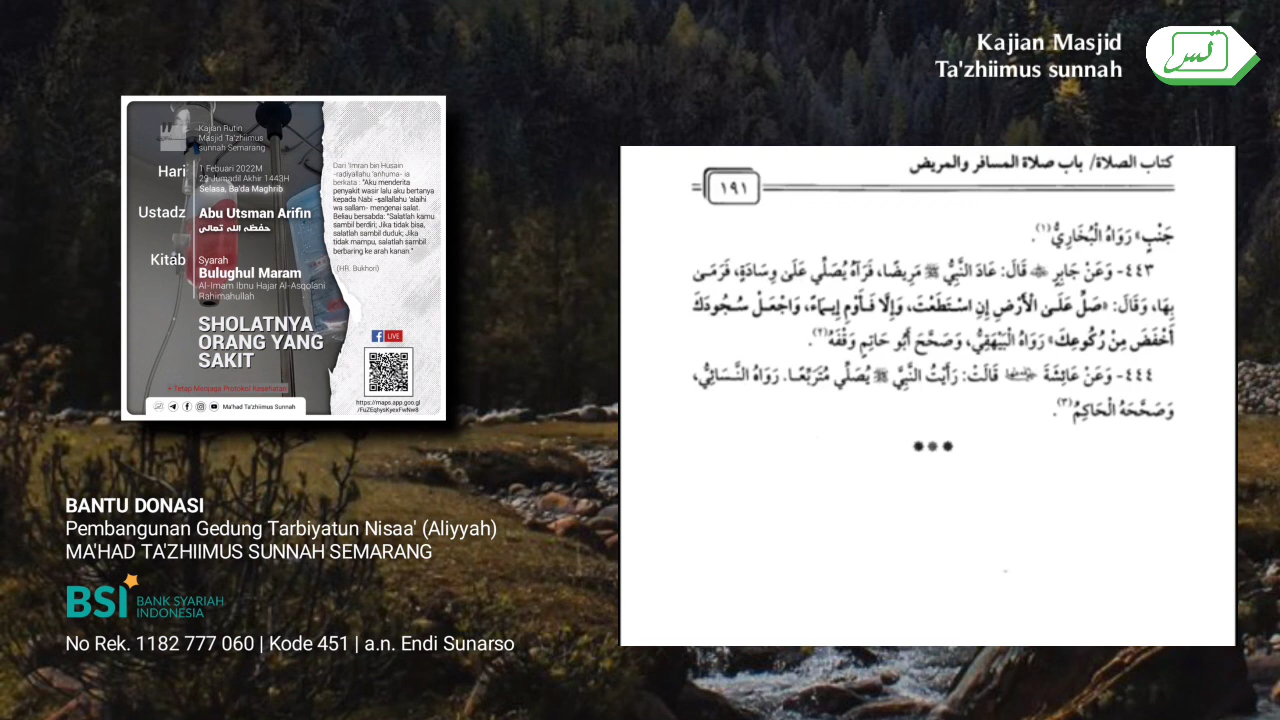 Kajian Masjid
Ta'zhiimus sunnah
Kajian Rutin
Masjid Ta'zhiimus
sunnah Semarang
Hari
1 Febuari 2022M
29 Jumadil Akhir 1443H
Selasa, Ba'da Maghrib
Ustadz
Abu Utsman Arifin
حفظه الله تعالى
Kitab
Syarah
Bulughul Maram
Al-Imam Ibnu Hajar Al-Asqolani
Rahimahullah
SHOLATNYA
ORANG YANG
SAKIT
+ Tetap Menjaga Protokol Kesehatan
Ma'had Ta'zhiimus Sunnah
Dari 'Imran bin Husain
-radiyallahu 'anhuma- ia
berkata : "Aku menderita
penyakit wasir lalu aku bertanya
kepada Nabi -ṣallallahu 'alaihi
wa sallam- mengenai salat.
Beliau bersabda: "Salatlah kamu
sambil berdiri; Jika tidak bisa,
salatlah sambil duduk; Jika
tidak mampu, salatlah sambil
berbaring ke arah kanan."
(HR. Bukhori)
LIVE
https://maps.app.goo.gl
/FuZEqhysKyexFwNw8
BANTU DONASI
Pembangunan Gedung Tarbiyatun Nisaa' (Aliyyah)
MA'HAD TA'ZHIIMUS SUNNAH SEMARANG
BSI BANK SYARIAH
INDONESIA
No Rek. 1182 777 060 | Kode 451 | a.n. Endi Sunarso
كتاب الصلاة/ باب صلاة المسافر والمريض
١٩١
جَنْبٍ» رَوَاهُ الْبُخَارِيُّ(١).
٤٤٣- وَعَنْ جَابِرٍ ﵁ قَالَ: عَادَ النَّبِيُّ ﷺ مَرِيضًا، فَرَآهُ يُصَلِّي عَلَىٰ وِسَادَةٍ، فَرَمَىٰ
بِهَا، وَقَالَ: «صَلِّ عَلَىٰ الْأَرْضِ إِنِ اسْتَطَعْتَ، وَإِلَّا فَأَوْمِ إِيمَاءً، وَاجْعَلْ سُجُودَكَ
أَخْفَضَ مِنْ رُكُوعِكَ» رَوَاهُ الْبَيْهَقِيُّ، وَصَحَّحَ أَبُو حَاتِمٍ وَقْفَهُ(٢).
٤٤٤- وَعَنْ عَائِشَةَ ﵂ قَالَتْ: رَأَيْتُ النَّبِيَّ ﷺ يُصَلِّي مُتَرَبِّعًا. رَوَاهُ النَّسَائِيُّ،
وَصَحَّحَهُ الْحَاكِمُ(٣).